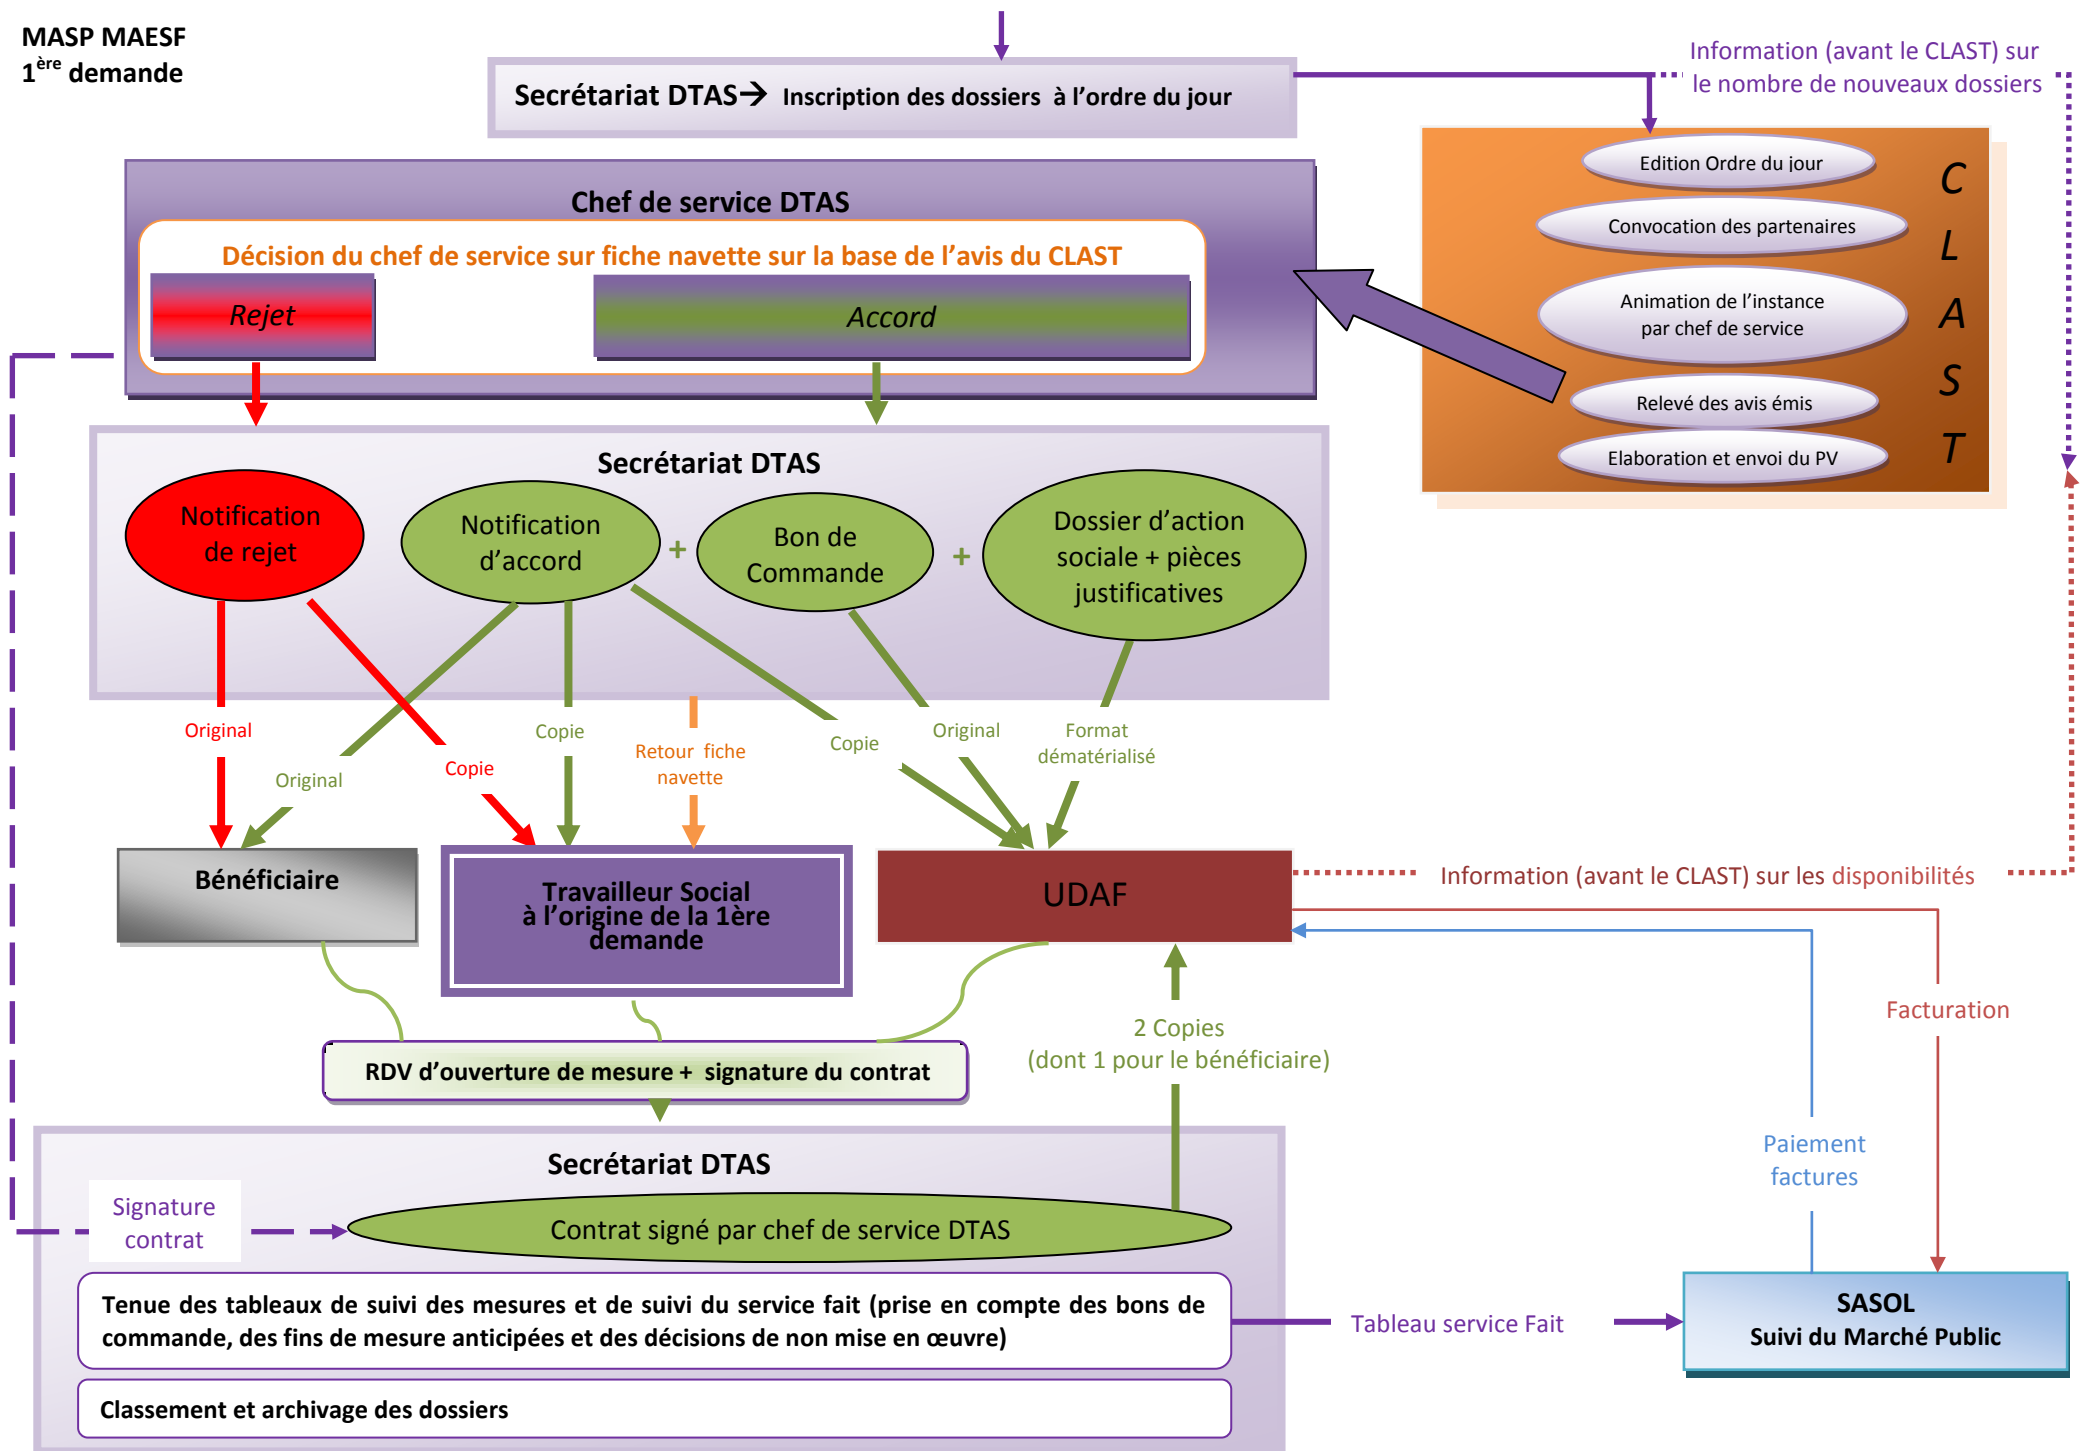 MASP MAESF
1ère demande
Information (avant le CLAST) sur
le nombre de nouveaux dossiers
Secrétariat DTAS→ Inscription des dossiers à l’ordre du jour
Edition Ordre du jour
Convocation des partenaires
Animation de l’instance
par chef de service
Relevé des avis émis
Elaboration et envoi du PV
C
L
A
S
T
Chef de service DTAS
Décision du chef de service sur fiche navette sur la base de l’avis du CLAST
Rejet
Accord
Secrétariat DTAS
Notification
de rejet
Notification
d’accord
+
Bon de
Commande
+
Dossier d’action
sociale + pièces
justificatives
Original
Copie
Original
Copie
Retour fiche
navette
Copie
Original
Format
dématérialisé
Bénéficiaire
Travailleur Social
à l’origine de la 1ère
demande
UDAF
Information (avant le CLAST) sur les disponibilités
Facturation
2 Copies
(dont 1 pour le bénéficiaire)
RDV d’ouverture de mesure + signature du contrat
Paiement
factures
Secrétariat DTAS
Signature
contrat
Contrat signé par chef de service DTAS
Tenue des tableaux de suivi des mesures et de suivi du service fait (prise en compte des bons de
commande, des fins de mesure anticipées et des décisions de non mise en œuvre)
Tableau service Fait
SASOL
Suivi du Marché Public
Classement et archivage des dossiers